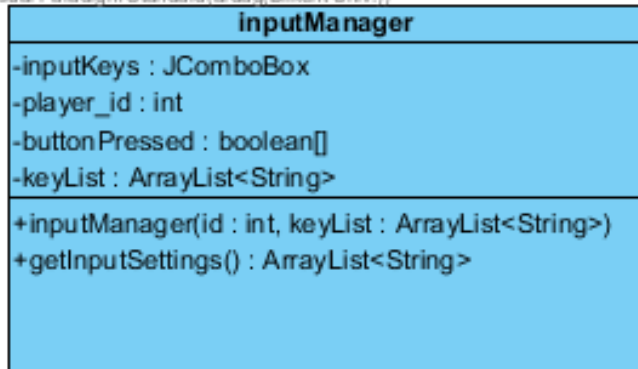 inputManager
-inputKeys : JComboBox
-player_id : int
-buttonPressed : boolean[]
-keyList : ArrayList<String>
+inputManager(id : int, keyList : ArrayList<String>)
+getInputSettings() : ArrayList<String>